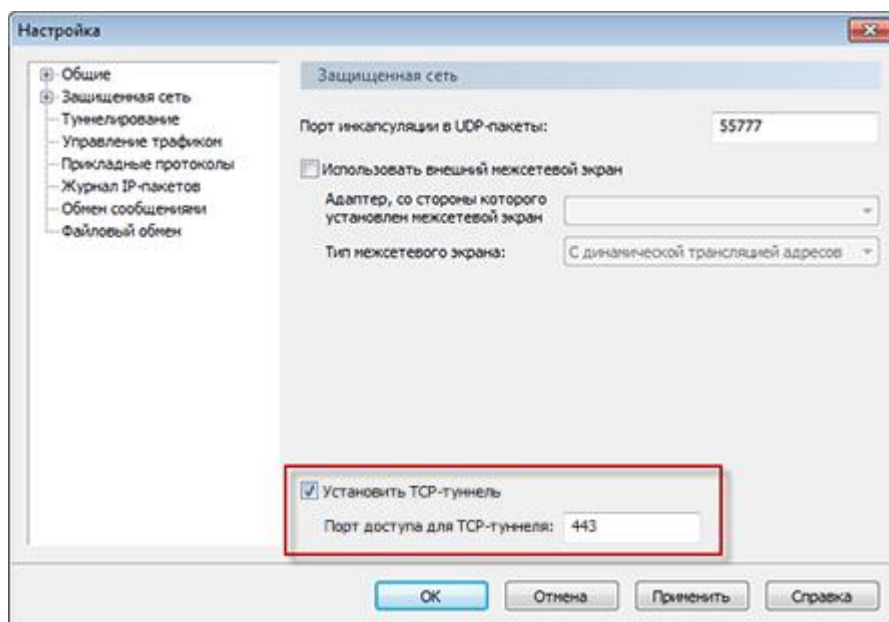 Настройка
Общие
Защищенная сеть
Туннелирование
Управление трафиком
Прикладные протоколы
Журнал IP-пакетов
Обмен сообщениями
Файловый обмен
Защищенная сеть
Порт инкапсуляции в UDP-пакеты:
55777
Использовать внешний межсетевой экран
Адаптер, со стороны которого
установлен межсетевой экран
Тип межсетевого экрана:
С динамической трансляцией адресов
Установить TCP-туннель
Порт доступа для TCP-туннеля:
443
ОК
Отмена
Применить
Справка